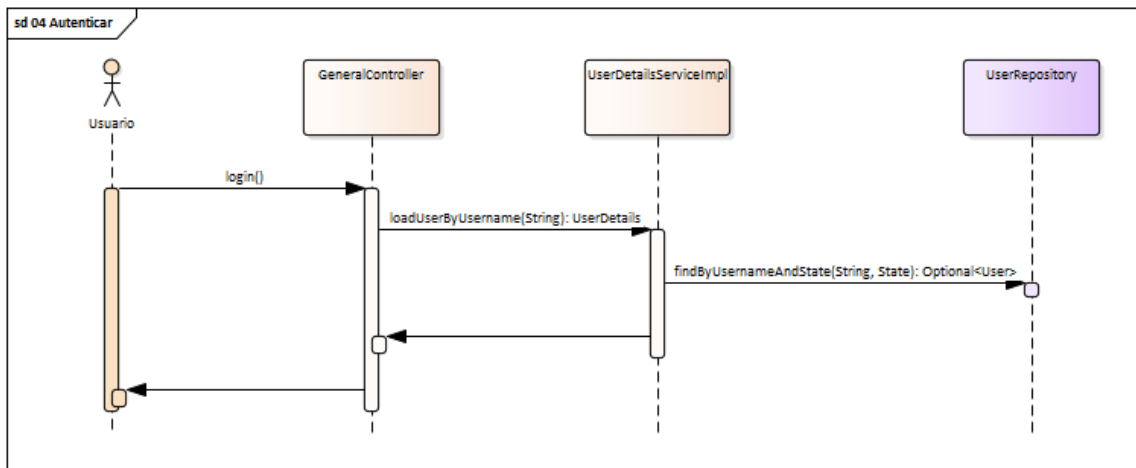 sd 04 Autenticar
GeneralController
UserDetailsServiceImpl
UserRepository
Usuario
login()
loadUserByUsername(String): UserDetails
findByUsernameAndState(String, State): Optional<User>